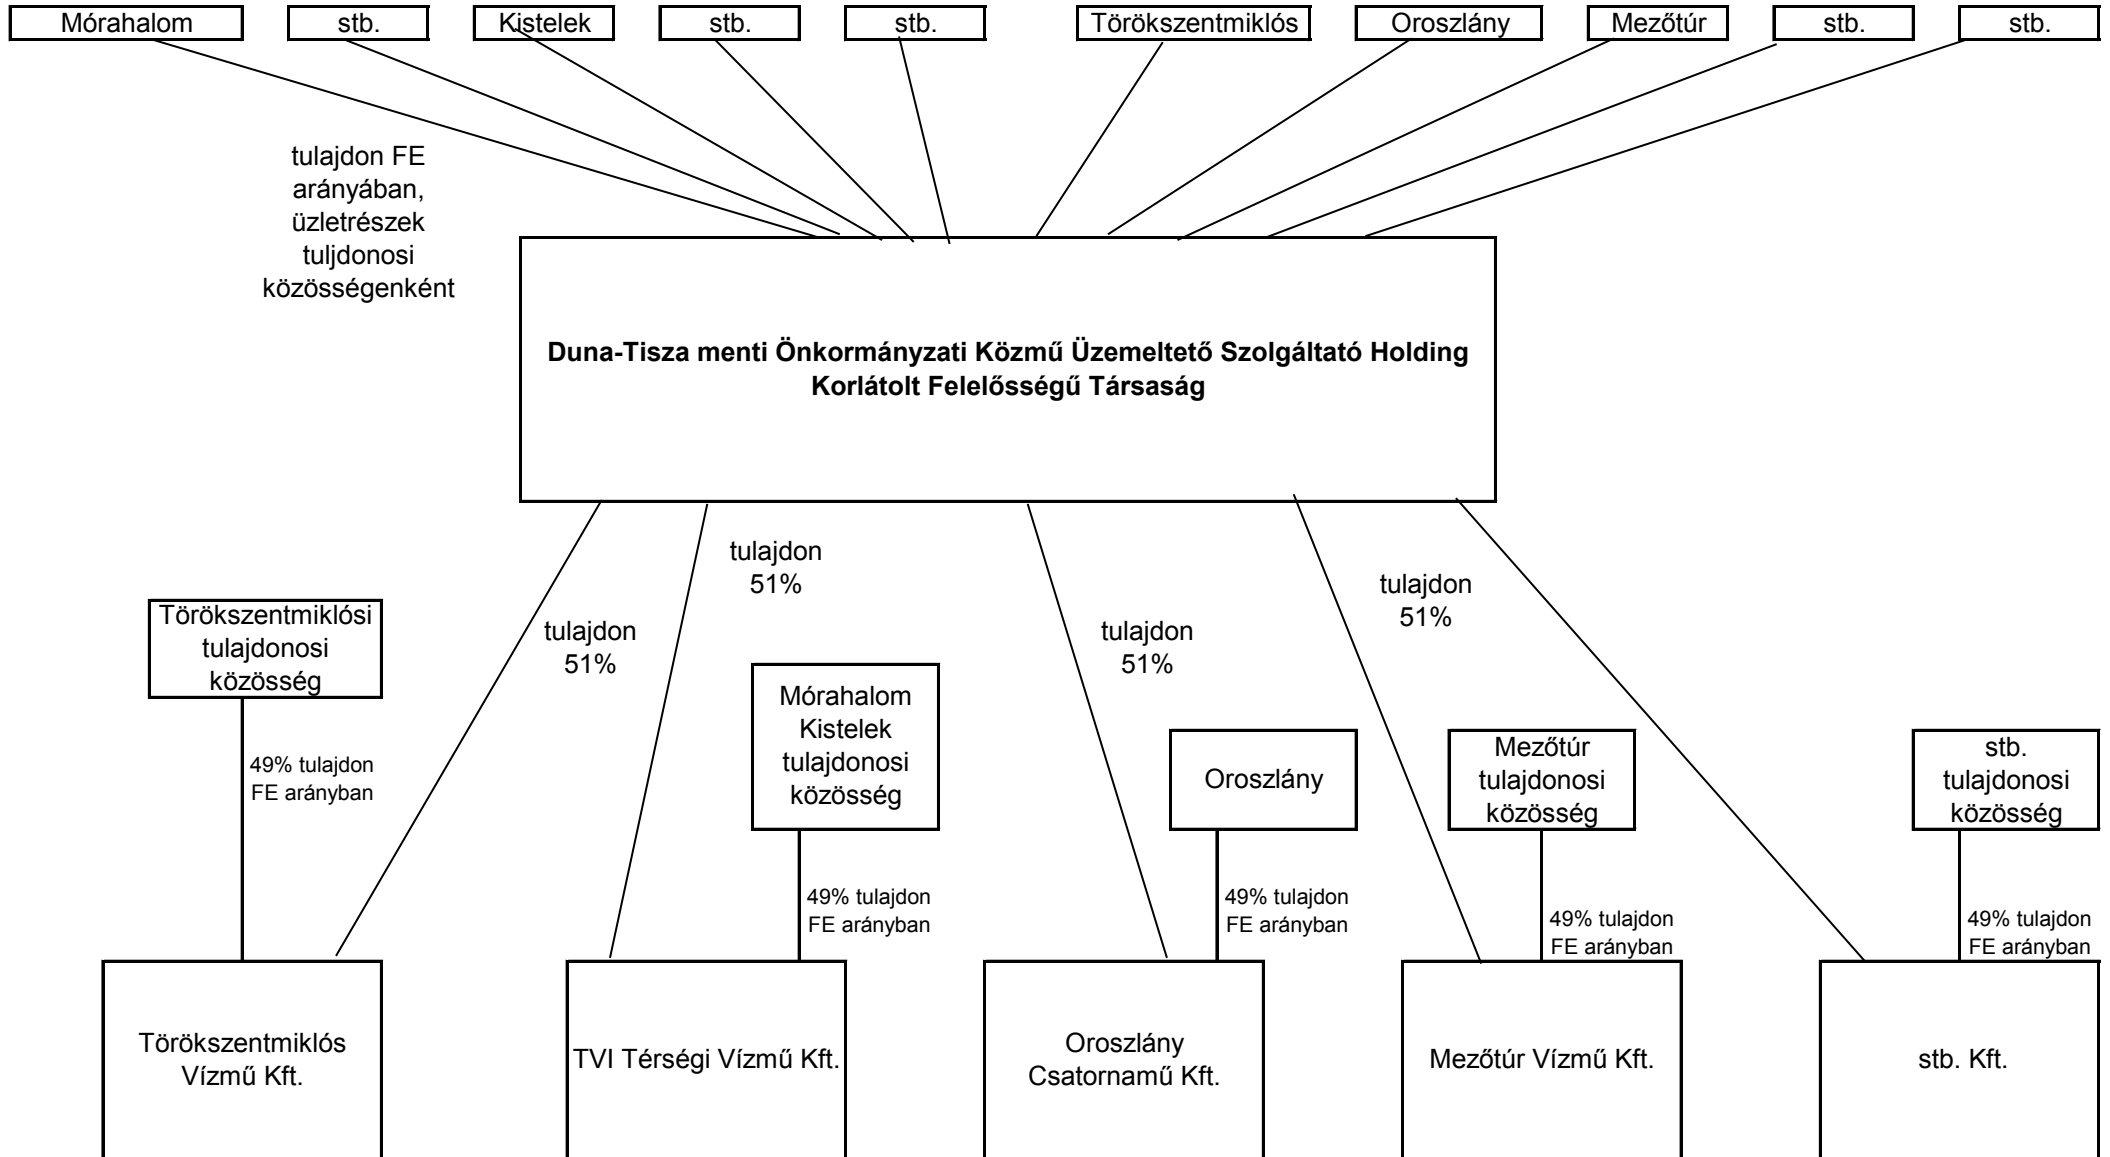 Mórahalom
stb.
Kistelek
stb.
stb.
Törökszentmiklós
Oroszlány
Mezőtúr
stb.
stb.
tulajdon FE
arányában,
üzletrészek
tuljdonosi
közösségenként
Duna-Tisza menti Önkormányzati Közmű Üzemeltető Szolgáltató Holding
Korlátolt Felelősségű Társaság
tulajdon
51%
tulajdon
51%
tulajdon
51%
tulajdon
51%
Törökszentmiklósi
tulajdonosi
közösség
Mórahalom
Kistelek
tulajdonosi
közösség
Oroszlány
Mezőtúr
tulajdonosi
közösség
stb.
tulajdonosi
közösség
49% tulajdon
FE arányban
49% tulajdon
FE arányban
49% tulajdon
FE arányban
49% tulajdon
FE arányban
49% tulajdon
FE arányban
Törökszentmiklós
Vízmű Kft.
TVI Térségi Vízmű Kft.
Oroszlány
Csatornamű Kft.
Mezőtúr Vízmű Kft.
stb. Kft.